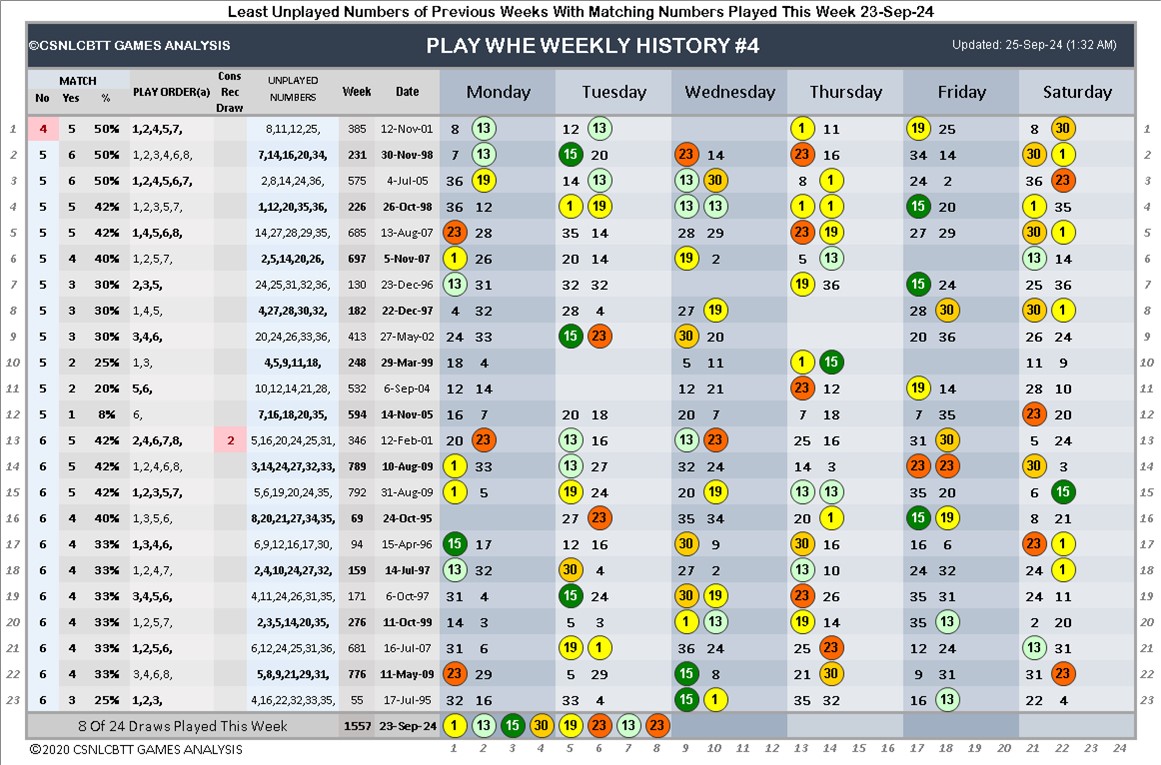 Least Unplayed Numbers of Previous Weeks With Matching Numbers Played This Week 23-Sep-24
©CSNLCBTT GAMES ANALYSIS PLAY WHE WEEKLY HISTORY #4 Updated: 25-Sep-24 (1:32 AM)
MATCH No Yes % PLAY ORDER(a) Cons Rec Draw UNPLAYED NUMBERS Week Date Monday Tuesday Wednesday Thursday Friday Saturday
1 4 5 50% 1,2,4,5,7, 8,11,12,25, 385 12-Nov-01 8 13 12 13 1 11 19 25 8 30 1
2 5 6 50% 1,2,3,4,6,8, 7,14,16,20,34, 231 30-Nov-98 7 13 15 20 23 14 23 16 34 14 30 1 2
3 5 6 50% 1,2,4,5,6,7, 2,8,14,24,36, 575 4-Jul-05 36 19 14 13 13 30 8 1 24 2 36 23 3
4 5 5 42% 1,2,3,5,7, 1,12,20,35,36, 226 26-Oct-98 36 12 1 19 13 13 1 1 15 20 1 35 4
5 5 5 42% 1,4,5,6,8, 14,27,28,29,35, 685 13-Aug-07 23 28 35 14 28 29 23 19 27 29 30 1 5
6 5 4 40% 1,2,5,7, 2,5,14,20,26, 697 5-Nov-07 1 26 20 14 19 2 5 13 13 14 6
7 5 3 30% 2,3,5, 24,25,31,32,36, 130 23-Dec-96 13 31 32 32 19 36 15 24 25 36 7
8 5 3 30% 1,4,5, 4,27,28,30,32, 182 22-Dec-97 4 32 28 4 27 19 28 30 30 1 8
9 5 3 30% 3,4,6, 20,24,26,33,36, 413 27-May-02 24 33 15 23 30 20 20 36 26 24 9
10 5 2 25% 1,3, 4,5,9,11,18, 248 29-Mar-99 18 4 5 11 1 15 11 9 10
11 5 2 20% 5,6, 10,12,14,21,28, 532 6-Sep-04 12 14 12 21 23 12 19 14 28 10 11
12 5 1 8% 6, 7,16,18,20,35, 594 14-Nov-05 16 7 20 18 20 7 7 18 7 35 23 20 12
13 6 5 42% 2,4,6,7,8, 2 5,16,20,24,25,31, 346 12-Feb-01 20 23 13 16 13 23 25 16 31 30 5 24 13
14 6 5 42% 1,2,4,6,8, 3,14,24,27,32,33, 789 10-Aug-09 1 33 13 27 32 24 14 3 23 23 30 3 14
15 6 5 42% 1,2,3,5,7, 5,6,19,20,24,35, 792 31-Aug-09 1 5 19 24 20 19 13 13 35 20 6 15 15
16 6 4 40% 1,3,5,6, 8,20,21,27,34,35, 69 24-Oct-95 27 23 35 34 20 1 15 19 8 21 16
17 6 4 33% 1,3,4,6, 6,9,12,16,17,30, 94 15-Apr-96 15 17 12 16 30 9 30 16 16 6 23 1 17
18 6 4 33% 1,2,4,7, 2,4,10,24,27,32, 159 14-Jul-97 13 32 30 4 27 2 13 10 24 32 24 1 18
19 6 4 33% 3,4,5,6, 4,11,24,26,31,35, 171 6-Oct-97 31 4 15 24 30 19 23 26 35 31 24 11 19
20 6 4 33% 1,2,5,7, 2,3,5,14,20,35, 276 11-Oct-99 14 3 5 3 1 13 19 14 35 13 2 20 20
21 6 4 33% 1,2,5,6, 6,12,24,25,31,36, 681 16-Jul-07 31 6 19 1 36 24 25 23 12 24 13 31 21
22 6 4 33% 3,4,6,8, 5,8,9,21,29,31, 776 11-May-09 23 29 5 29 15 8 21 30 9 31 31 23 22
23 6 3 25% 1,2,3, 4,16,22,32,33,35, 55 17-Jul-95 32 16 33 4 15 1 35 32 16 13 22 4 23
8 Of 24 Draws Played This Week 1557 23-Sep-24 1 13 15 30 19 23 13 23
©2020 CSNLCBTT GAMES ANALYSIS 1 2 3 4 5 6 7 8 9 10 11 12 13 14 15 16 17 18 19 20 21 22 23 24